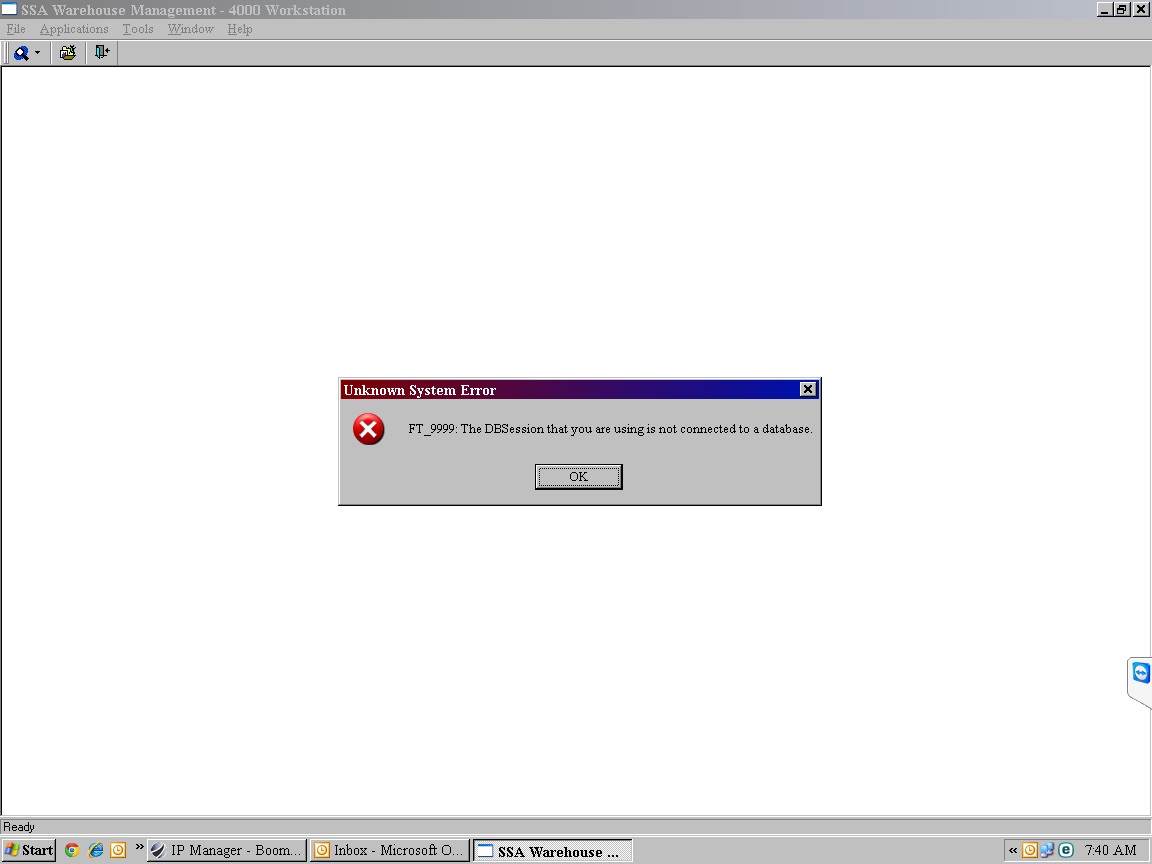 SSA Warehouse Management - 4000 Workstation
File Applications Tools Window Help
Unknown System Error
FT_9999: The DBSession that you are using is not connected to a database.
OK
Ready
Start » IP Manager - Boom... Inbox - Microsoft O... SSA Warehouse ... « 7:40 AM